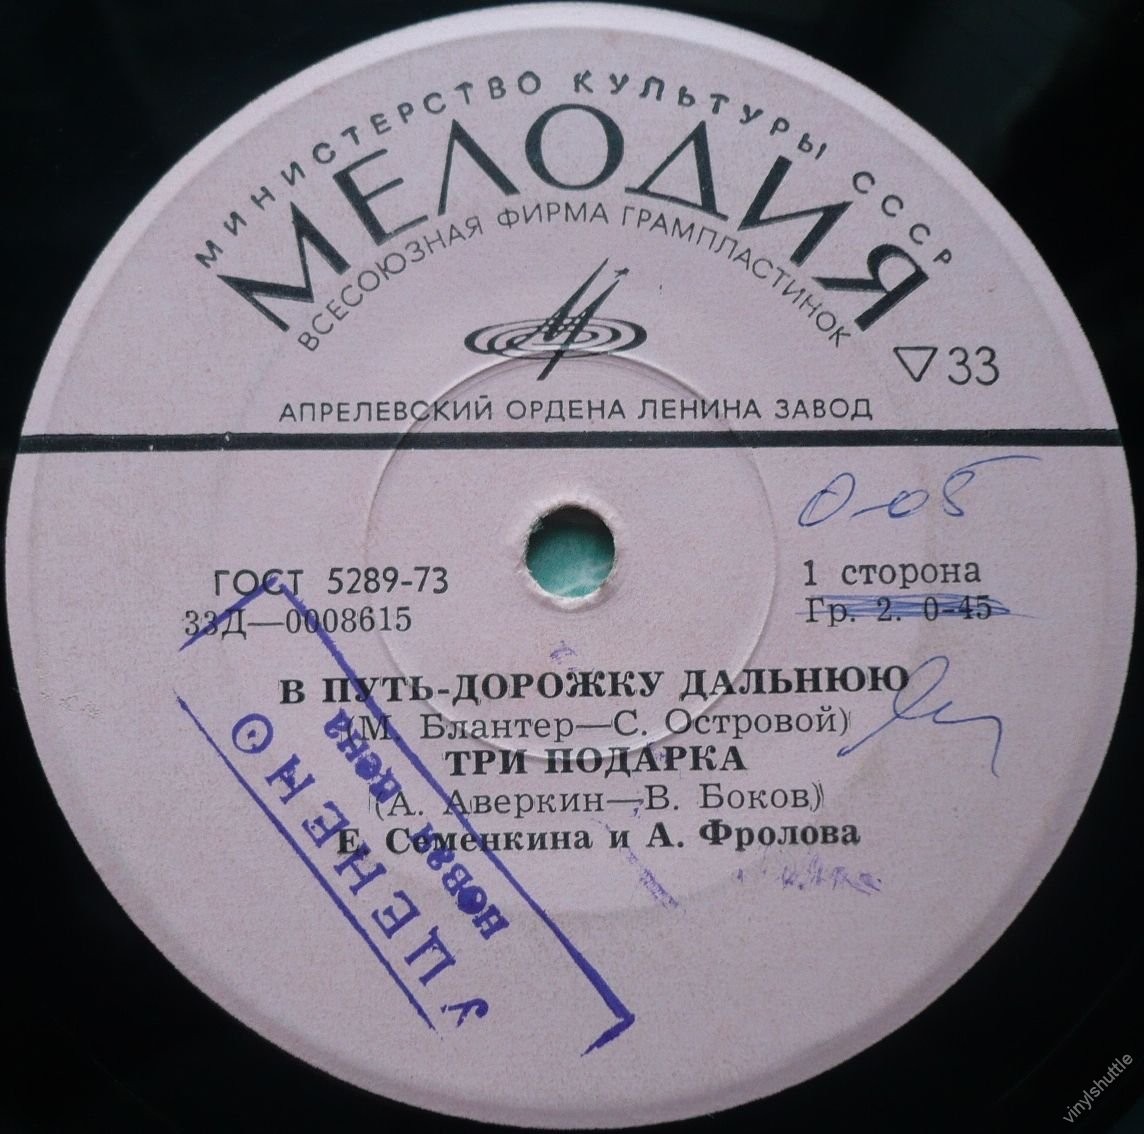 МИНИСТЕРСТВО КУЛЬТУРЫ СССР
МЕЛОДИЯ
ВСЕСОЮЗНАЯ ФИРМА ГРАМПЛАСТИНОК
▽33
АПРЕЛЕВСКИЙ ОРДЕНА ЛЕНИНА ЗАВОД
0-05
ГОСТ 5289-73
1 сторона
33Д—0008615
Гр. 2. 0-45
В ПУТЬ-ДОРОЖКУ ДАЛЬНЮЮ
(М. Блантер—С. Островой)
ТРИ ПОДАРКА
(А. Аверкин—В. Боков)
Е. Семенкина и А. Фролова
УЦЕНЕНО
новая цена
vinylshuttle